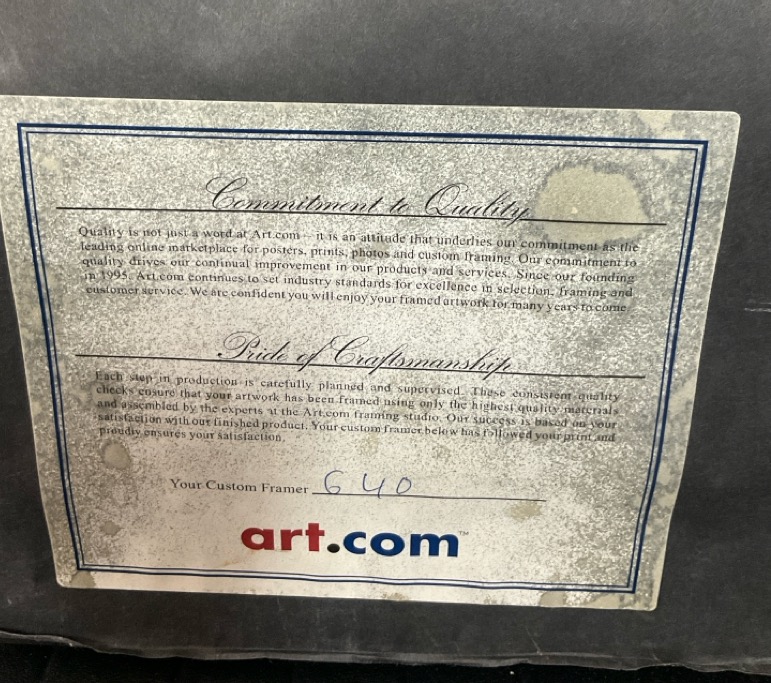 Commitment to Quality
Quality is not just a word at Art.com - it is an attitude that underlies our commitment as the
leading online marketplace for posters, prints, photos and custom framing. Our commitment to
quality drives our continual improvement in our products and services. Since our founding
in 1995, Art.com continues to set industry standards for excellence in selection, framing and
customer service. We are confident you will enjoy your framed artwork for many years to come.
Pride of Craftsmanship
Each step in production is carefully planned and supervised. These consistent quality
checks ensure that your artwork has been framed using only the highest quality materials
and assembled by the experts at the Art.com framing studio. Our success is based on your
satisfaction with our finished product. Your custom framer below has followed your print and
proudly ensures your satisfaction.
Your Custom Framer 640
art.com™